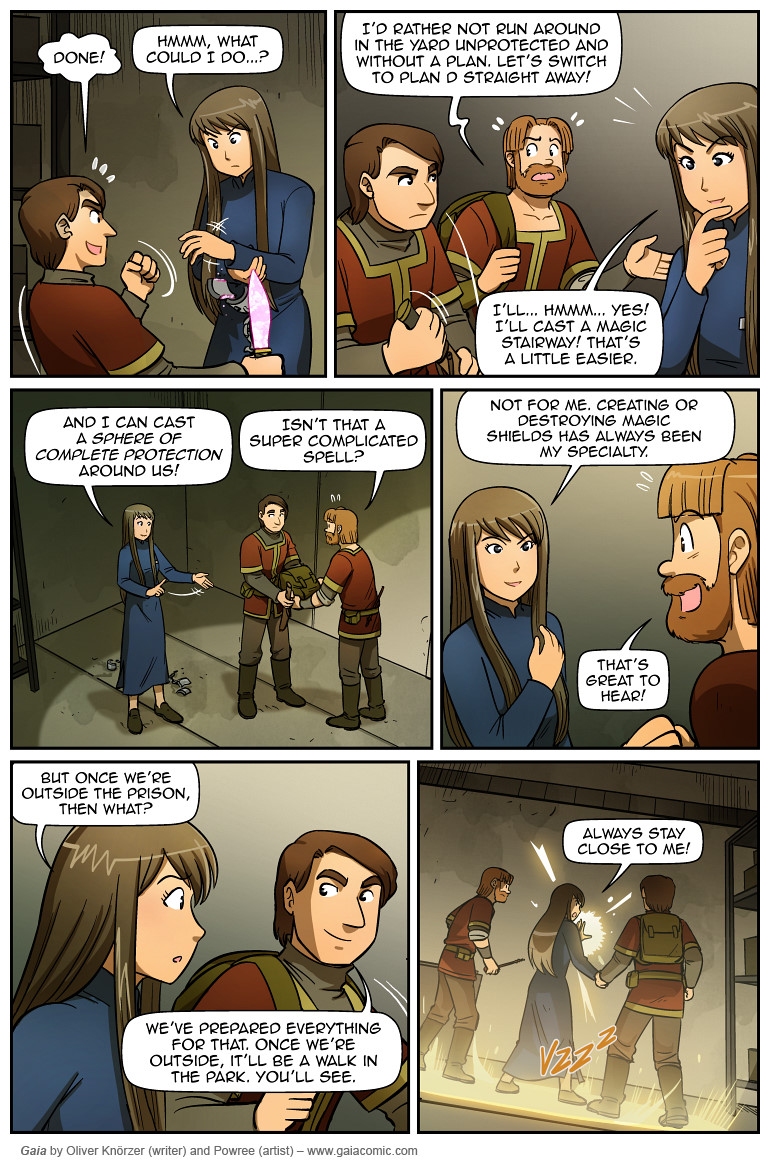 DONE!
HMMM, WHAT
COULD I DO...?
I'D RATHER NOT RUN AROUND
IN THE YARD UNPROTECTED AND
WITHOUT A PLAN. LET'S SWITCH
TO PLAN D STRAIGHT AWAY!
I'LL... HMMM... YES!
I'LL CAST A MAGIC
STAIRWAY! THAT'S
A LITTLE EASIER.
AND I CAN CAST
A SPHERE OF
COMPLETE PROTECTION
AROUND US!
ISN'T THAT A
SUPER COMPLICATED
SPELL?
NOT FOR ME. CREATING OR
DESTROYING MAGIC
SHIELDS HAS ALWAYS BEEN
MY SPECIALTY.
THAT'S
GREAT TO
HEAR!
BUT ONCE WE'RE
OUTSIDE THE PRISON,
THEN WHAT?
WE'VE PREPARED EVERYTHING
FOR THAT. ONCE WE'RE
OUTSIDE, IT'LL BE A WALK IN
THE PARK. YOU'LL SEE.
ALWAYS STAY
CLOSE TO ME!
VZZZZ
Gaia by Oliver Knörzer (writer) and Powree (artist) – www.gaiacomic.com